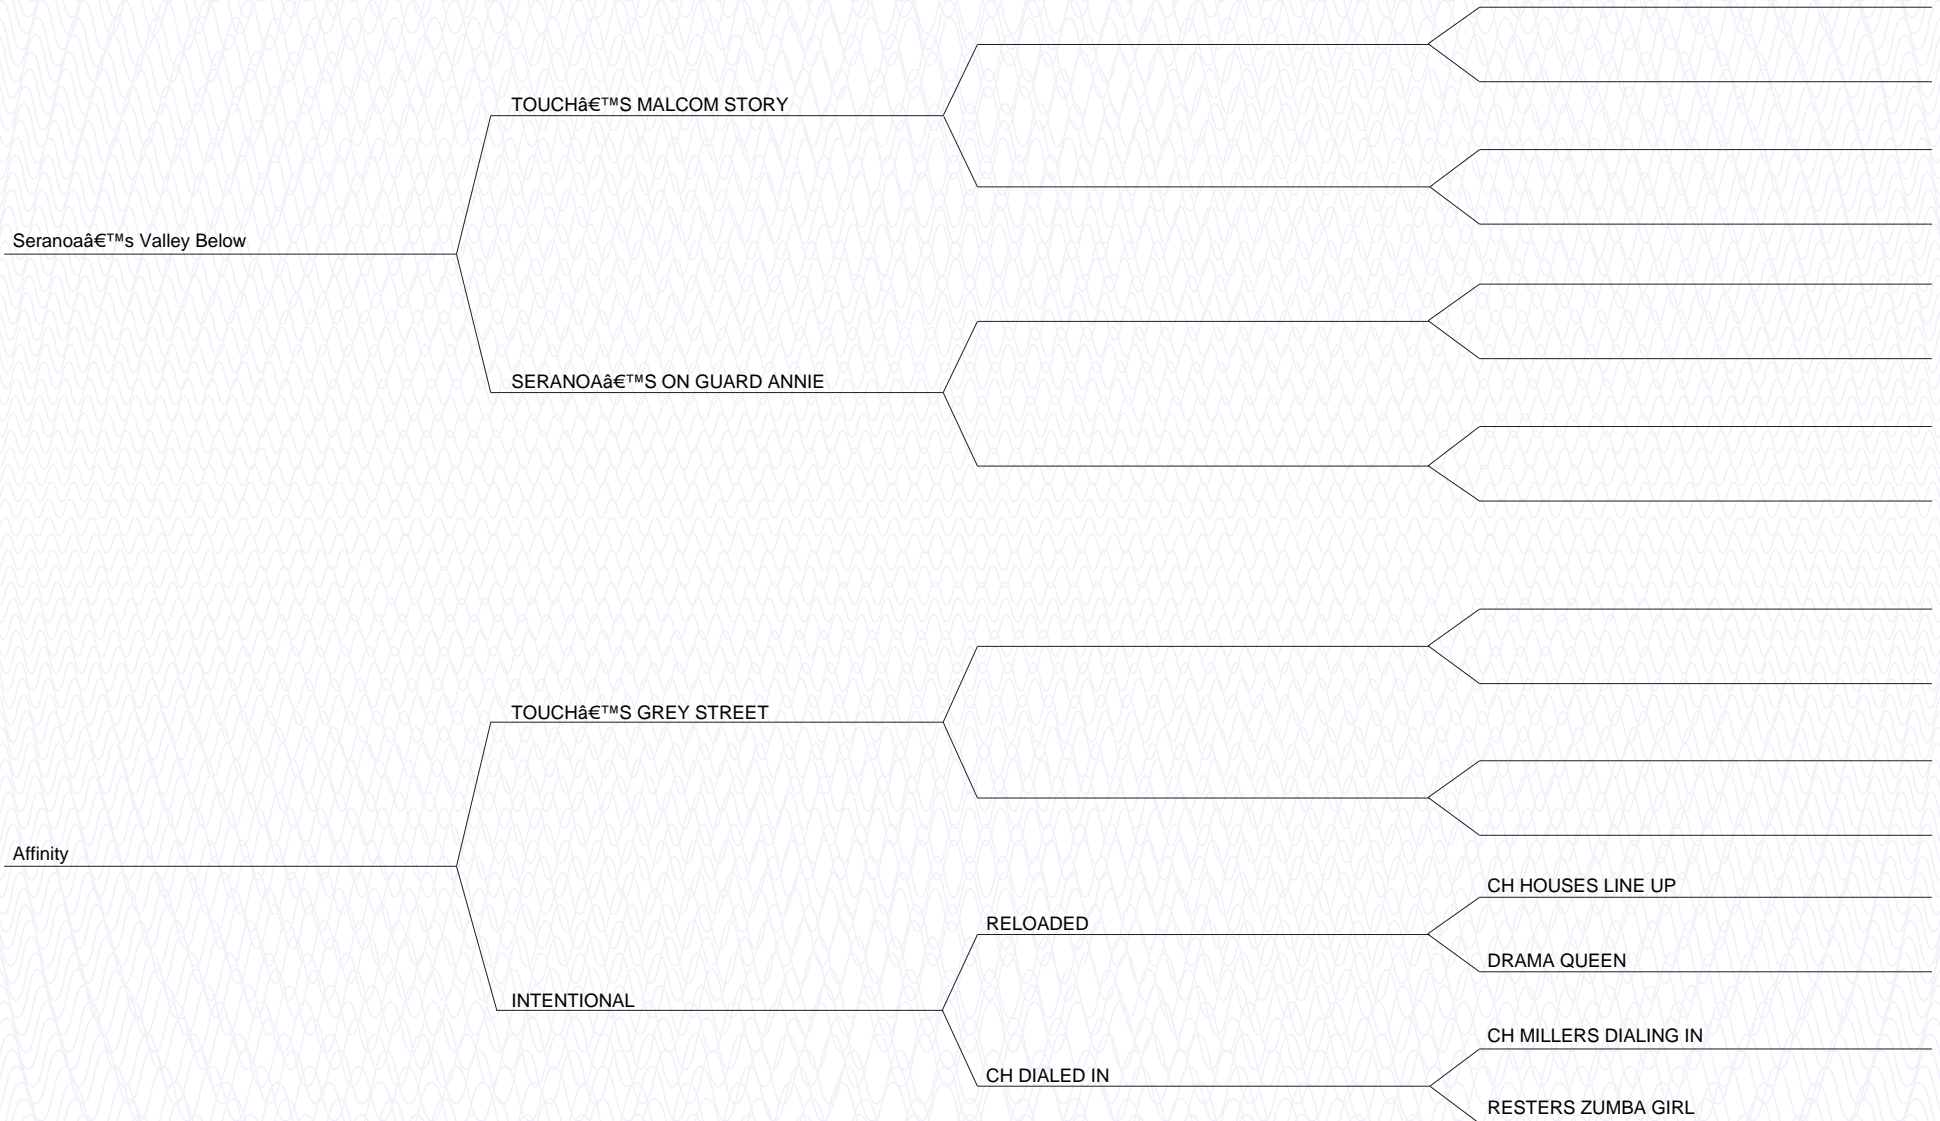 TOUCHâ€™S MALCOM STORY
Seranoaâ€™s Valley Below
SERANOAâ€™S ON GUARD ANNIE
TOUCHâ€™S GREY STREET
Affinity
CH HOUSES LINE UP
RELOADED
DRAMA QUEEN
INTENTIONAL
CH MILLERS DIALING IN
CH DIALED IN
RESTERS ZUMBA GIRL